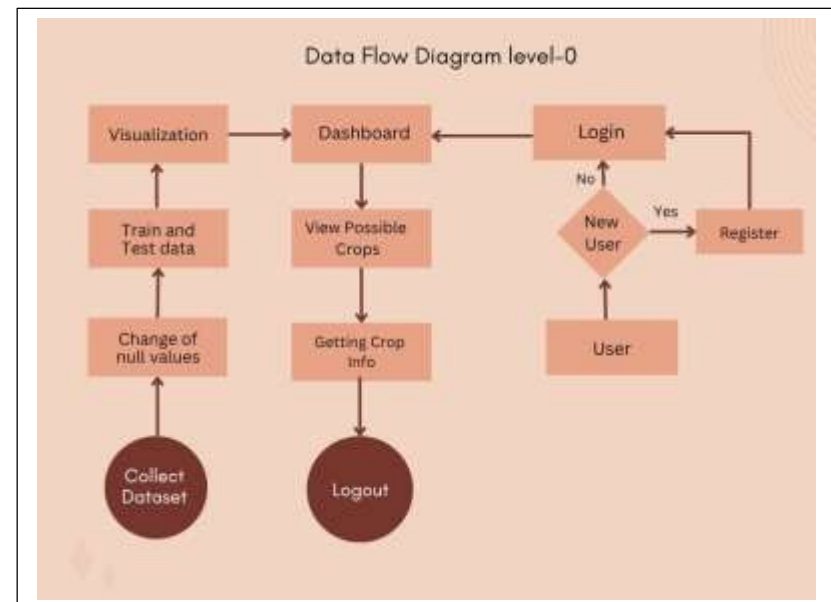 Data Flow Diagram level-0
Visualization
Dashboard
Login
No
Train and
Test data
View Possible
Crops
New
User
Yes
Register
Change of
null values
Getting Crop
Info
User
Collect
Dataset
Logout